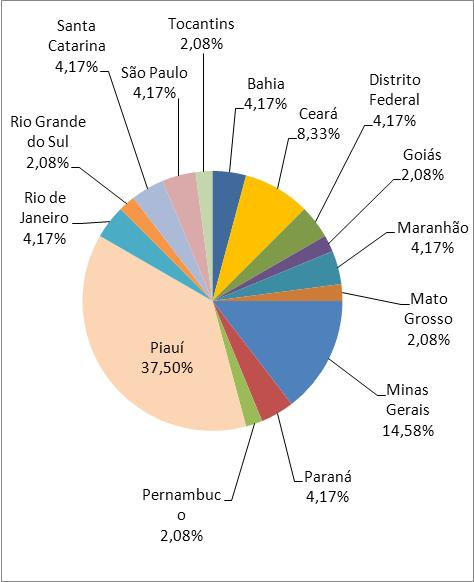 Tocantins
2,08%
Santa
Catarina
4,17%
São Paulo
4,17%
Bahia
4,17%
Ceará
8,33%
Distrito
Federal
4,17%
Goiás
2,08%
Maranhão
4,17%
Mato
Grosso
2,08%
Minas
Gerais
14,58%
Paraná
4,17%
Pernambuc
o
2,08%
Piauí
37,50%
Rio de
Janeiro
4,17%
Rio Grande
do Sul
2,08%